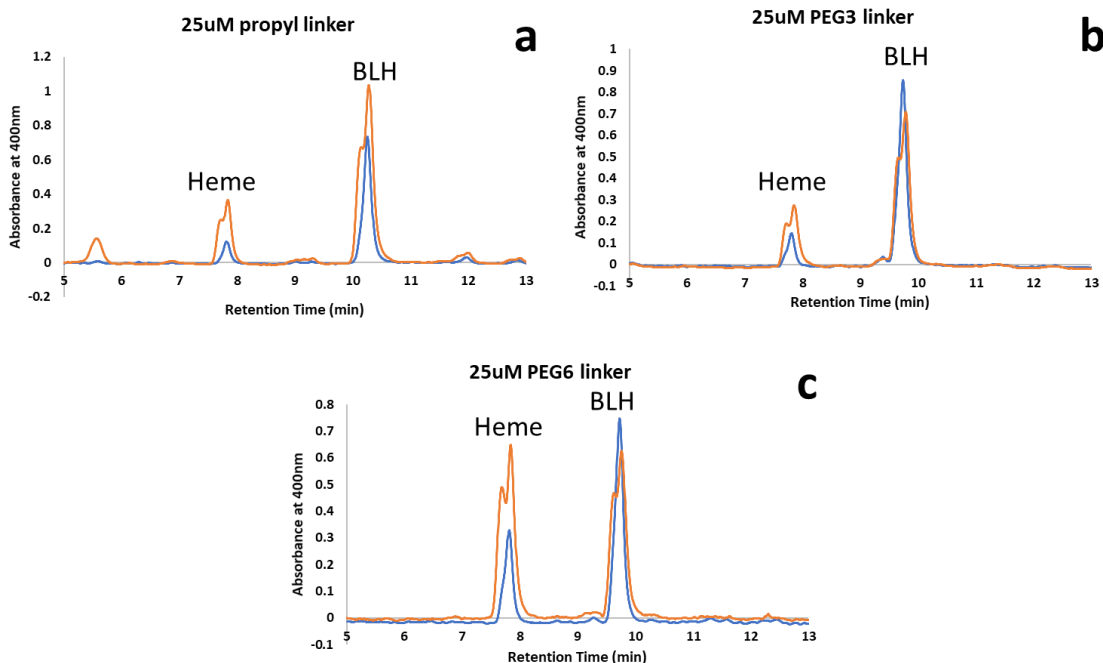 25uM propyl linker
a
1.2
1
0.8
0.6
0.4
0.2
0
-0.2
Absorbance at 400nm
Heme
BLH
5 6 7 8 9 10 11 12 13
Retention Time (min)
25uM PEG3 linker
b
1
0.9
0.8
0.7
0.6
0.5
0.4
0.3
0.2
0.1
0
-0.1
Absorbance at 400nm
Heme
BLH
5 6 7 8 9 10 11 12 13
Retention Time (min)
25uM PEG6 linker
c
0.8
0.7
0.6
0.5
0.4
0.3
0.2
0.1
0
-0.1
Absorbance at 400nm
Heme
BLH
5 6 7 8 9 10 11 12 13
Retention Time (min)